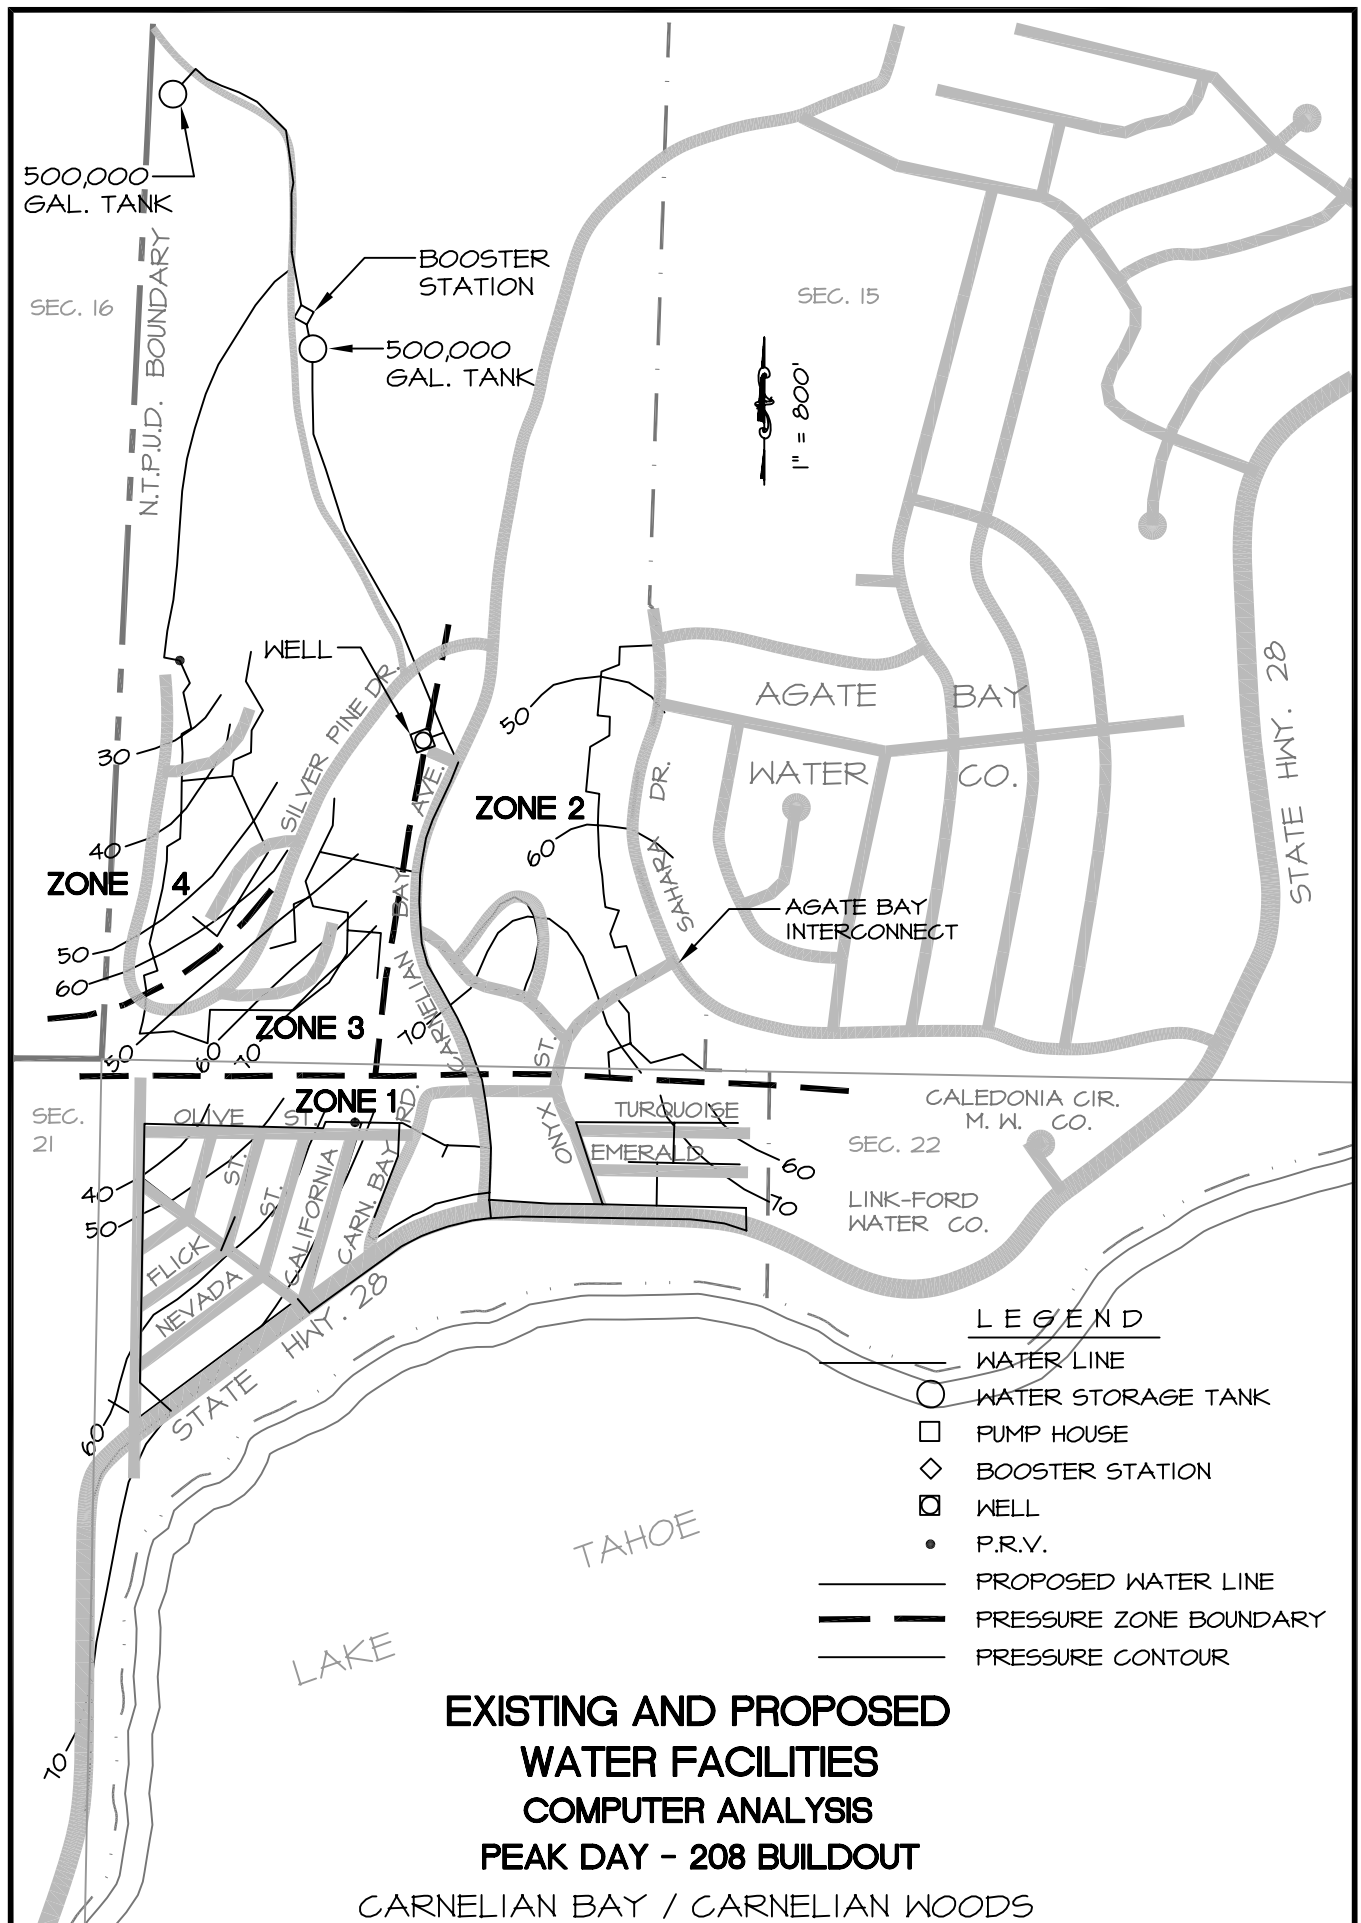 500,000
GAL. TANK
N.T.P.U.D. BOUNDARY
SEC. 16
BOOSTER
STATION
500,000
GAL. TANK
SEC. 15
1" = 800'
WELL
SILVER PINE DR.
AGATE BAY
WATER CO.
STATE HWY. 28
50
30
40
ZONE 4
50
60
ZONE 2
60
SAHARA DR.
CARNELIAN BAY AVE.
AGATE BAY
INTERCONNECT
ZONE 3
50
60
70
70
ZONE 1
SEC.
21
OLIVE ST.
ST.
ST.
CALIFORNIA
CARN. BAY RD.
ONYX ST.
TURQUOISE
EMERALD
60
70
CALEDONIA CIR.
M. W. CO.
SEC. 22
LINK-FORD
WATER CO.
40
50
FLICK
NEVADA
STATE HWY. 28
60
70
LAKE TAHOE
LEGEND
WATER LINE
WATER STORAGE TANK
PUMP HOUSE
BOOSTER STATION
WELL
P.R.V.
PROPOSED WATER LINE
PRESSURE ZONE BOUNDARY
PRESSURE CONTOUR
EXISTING AND PROPOSED
WATER FACILITIES
COMPUTER ANALYSIS
PEAK DAY - 208 BUILDOUT
CARNELIAN BAY / CARNELIAN WOODS